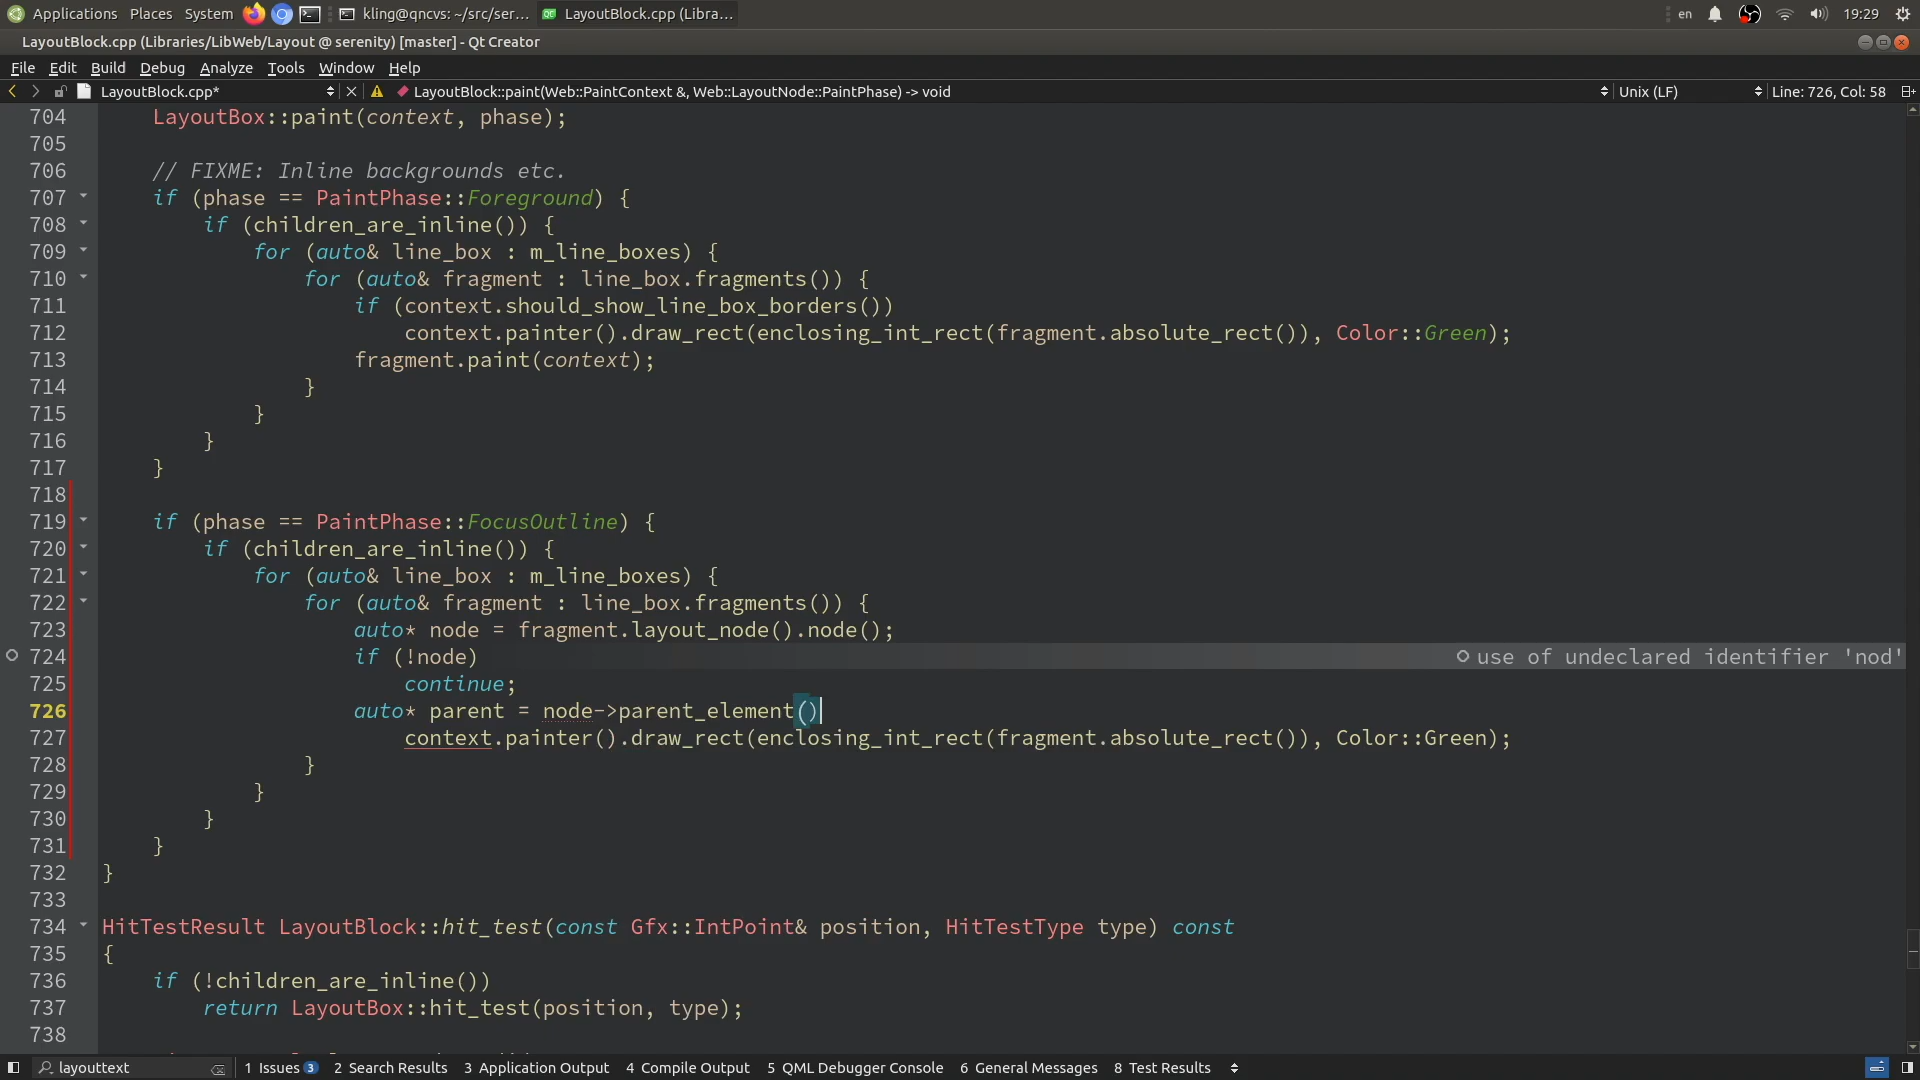 Applications Places System kling@qncvs: ~/src/ser... LayoutBlock.cpp (Libra... en 19:29
LayoutBlock.cpp (Libraries/LibWeb/Layout @ serenity) [master] - Qt Creator
File Edit Build Debug Analyze Tools Window Help
LayoutBlock.cpp* LayoutBlock::paint(Web::PaintContext &, Web::LayoutNode::PaintPhase) -> void Unix (LF) Line: 726, Col: 58
704 LayoutBox::paint(context, phase);
705
706 // FIXME: Inline backgrounds etc.
707 if (phase == PaintPhase::Foreground) {
708 if (children_are_inline()) {
709 for (auto& line_box : m_line_boxes) {
710 for (auto& fragment : line_box.fragments()) {
711 if (context.should_show_line_box_borders())
712 context.painter().draw_rect(enclosing_int_rect(fragment.absolute_rect()), Color::Green);
713 fragment.paint(context);
714 }
715 }
716 }
717 }
718
719 if (phase == PaintPhase::FocusOutline) {
720 if (children_are_inline()) {
721 for (auto& line_box : m_line_boxes) {
722 for (auto& fragment : line_box.fragments()) {
723 auto* node = fragment.layout_node().node();
724 if (!node) use of undeclared identifier 'nod'
725 continue;
726 auto* parent = node->parent_element()
727 context.painter().draw_rect(enclosing_int_rect(fragment.absolute_rect()), Color::Green);
728 }
729 }
730 }
731 }
732 }
733
734 HitTestResult LayoutBlock::hit_test(const Gfx::IntPoint& position, HitTestType type) const
735 {
736 if (!children_are_inline())
737 return LayoutBox::hit_test(position, type);
738
layouttext 1 Issues 3 2 Search Results 3 Application Output 4 Compile Output 5 QML Debugger Console 6 General Messages 8 Test Results